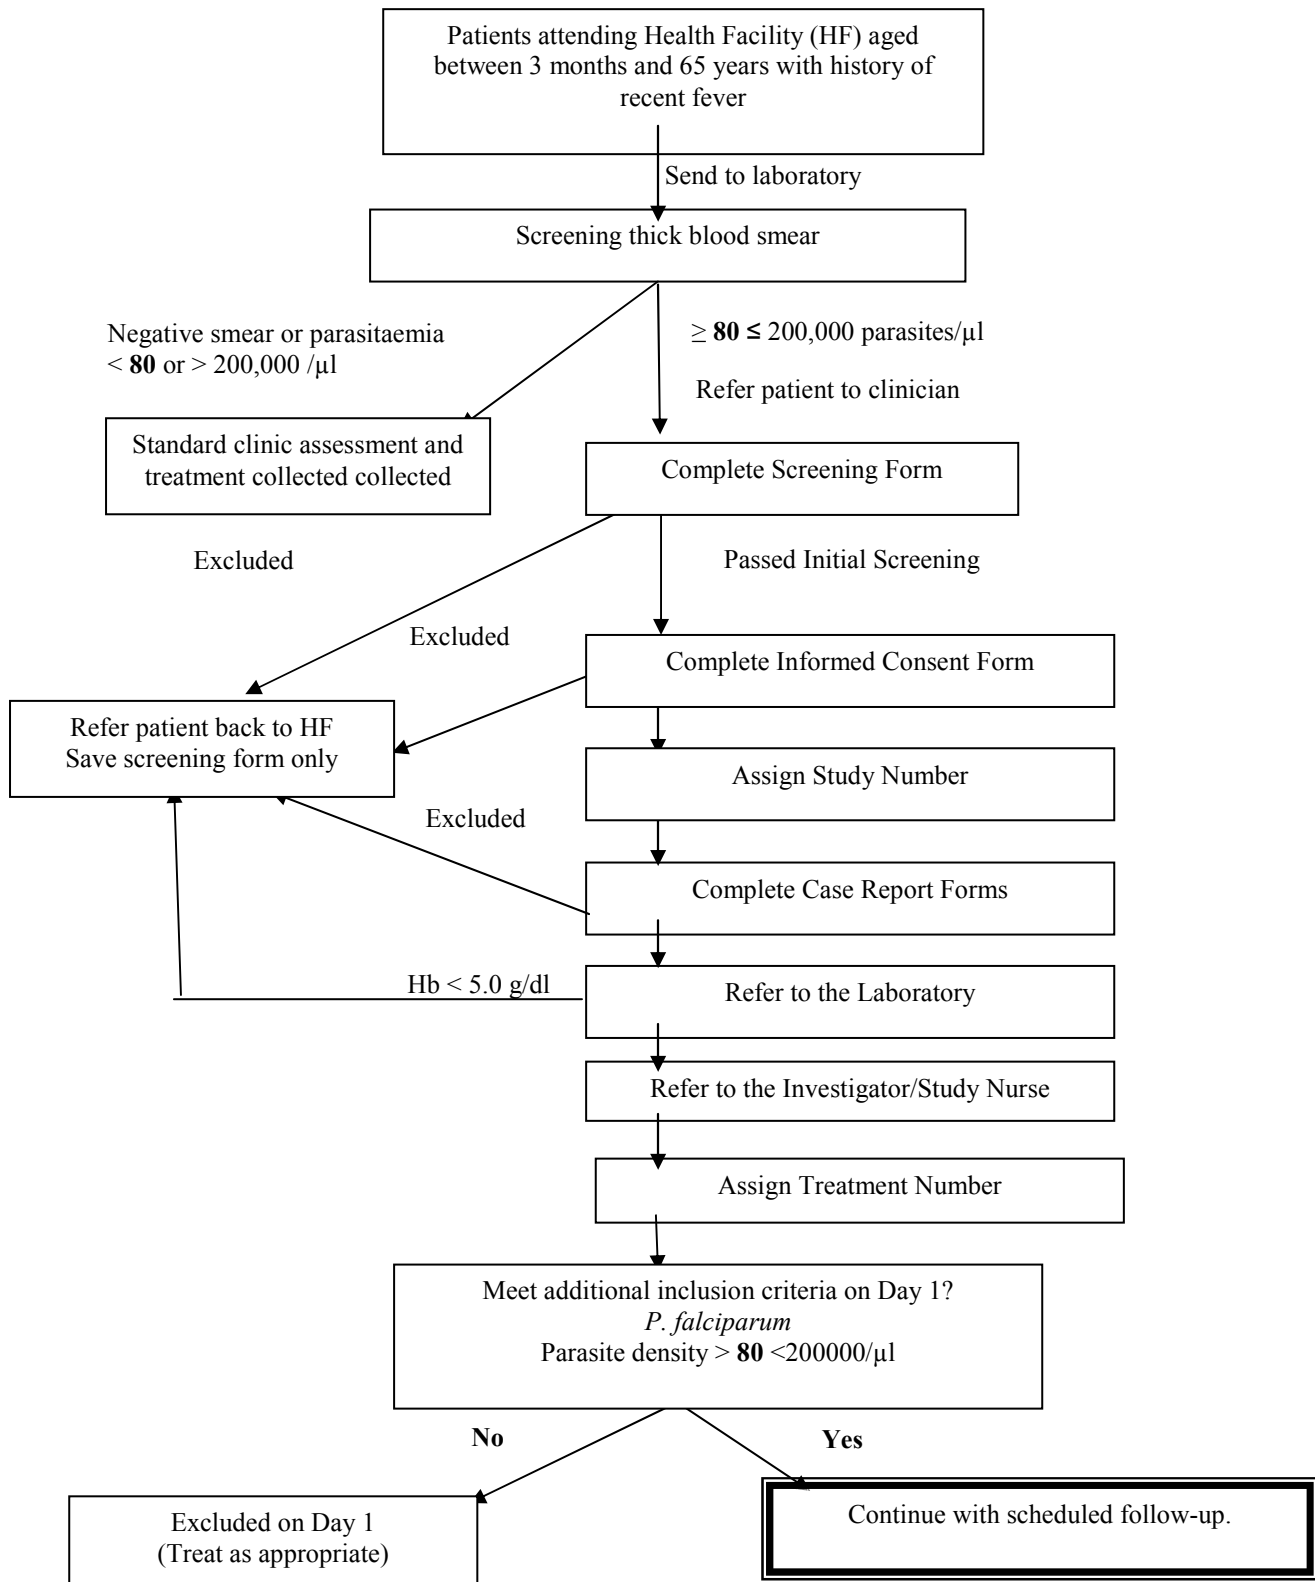 Patients attending Health Facility (HF) aged
between 3 months and 65 years with history of
recent fever
Send to laboratory
Screening thick blood smear
Negative smear or parasitaemia
< 80 or > 200,000 /µl
≥ 80 ≤ 200,000 parasites/µl
Refer patient to clinician
Standard clinic assessment and
treatment collected collected
Complete Screening Form
Excluded
Passed Initial Screening
Excluded
Complete Informed Consent Form
Refer patient back to HF
Save screening form only
Assign Study Number
Excluded
Complete Case Report Forms
Hb < 5.0 g/dl
Refer to the Laboratory
Refer to the Investigator/Study Nurse
Assign Treatment Number
Meet additional inclusion criteria on Day 1?
P. falciparum
Parasite density > 80 <200000/µl
No
Yes
Excluded on Day 1
(Treat as appropriate)
Continue with scheduled follow-up.